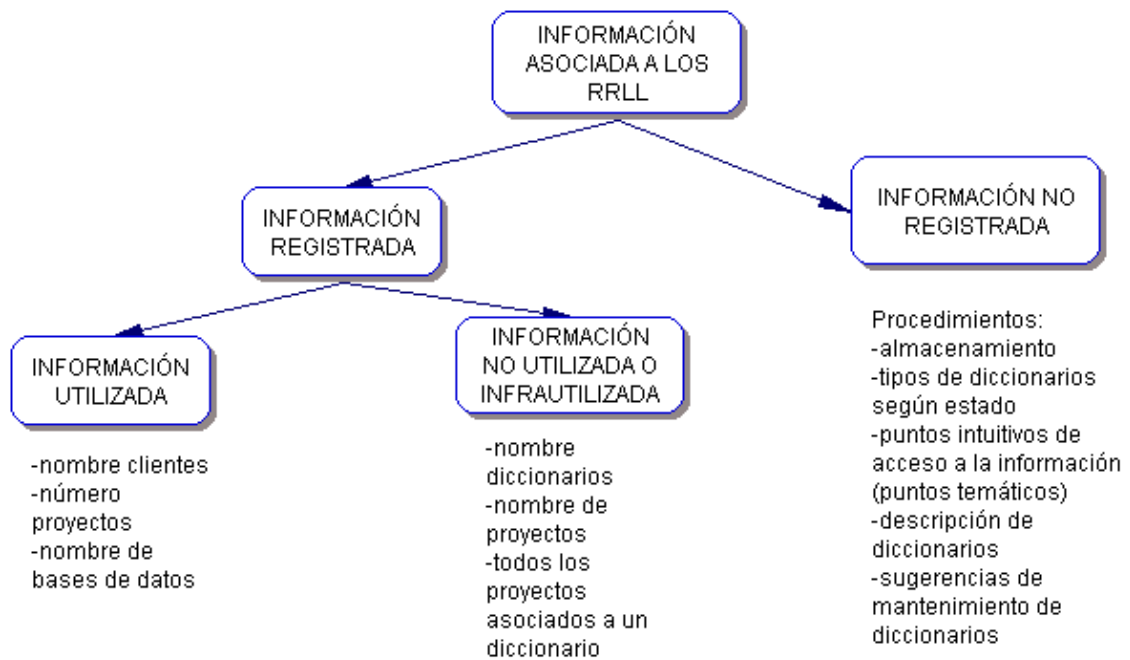 INFORMACIÓN
ASOCIADA A LOS
RRLL
INFORMACIÓN
REGISTRADA
INFORMACIÓN NO
REGISTRADA
INFORMACIÓN
UTILIZADA
INFORMACIÓN
NO UTILIZADA O
INFRAUTILIZADA
-nombre clientes
-número
proyectos
-nombre de
bases de datos
-nombre
diccionarios
-nombre de
proyectos
-todos los
proyectos
asociados a un
diccionario
Procedimientos:
-almacenamiento
-tipos de diccionarios
según estado
-puntos intuitivos de
acceso a la información
(puntos temáticos)
-descripción de
diccionarios
-sugerencias de
mantenimiento de
diccionarios